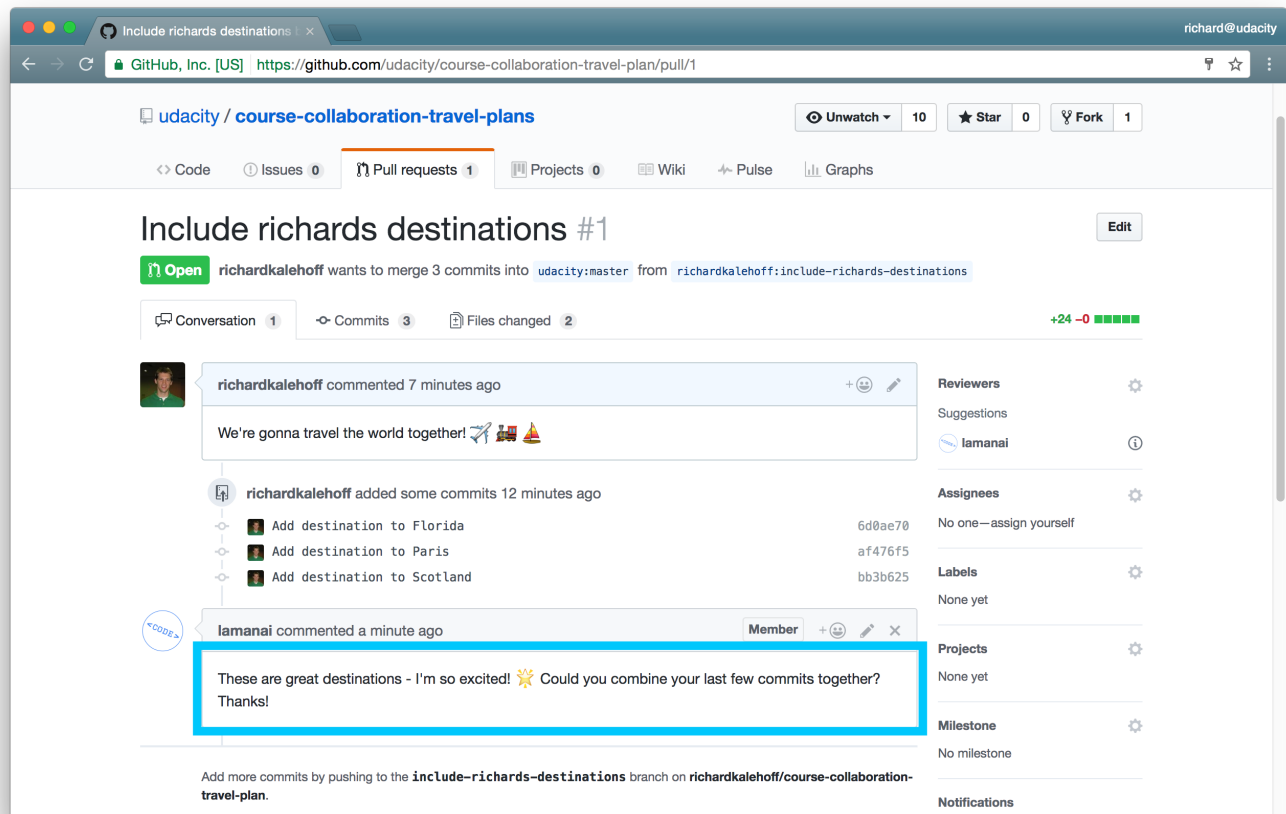 Include richards destinations
richard@udacity
GitHub, Inc. [US] https://github.com/udacity/course-collaboration-travel-plan/pull/1
udacity / course-collaboration-travel-plans
Unwatch 10
Star 0
Fork 1
Code
Issues 0
Pull requests 1
Projects 0
Wiki
Pulse
Graphs
Include richards destinations #1
Edit
Open
richardkalehoff wants to merge 3 commits into udacity:master from richardkalehoff:include-richards-destinations
Conversation 1
Commits 3
Files changed 2
+24 −0
richardkalehoff commented 7 minutes ago
We're gonna travel the world together! ✈️ 🚂 ⛵
richardkalehoff added some commits 12 minutes ago
Add destination to Florida 6d0ae70
Add destination to Paris af476f5
Add destination to Scotland bb3b625
<CODE>
lamanai commented a minute ago
Member
These are great destinations - I'm so excited! 🌟 Could you combine your last few commits together?
Thanks!
Add more commits by pushing to the include-richards-destinations branch on richardkalehoff/course-collaboration-
travel-plan.
Reviewers
Suggestions
lamanai
Assignees
No one—assign yourself
Labels
None yet
Projects
None yet
Milestone
No milestone
Notifications